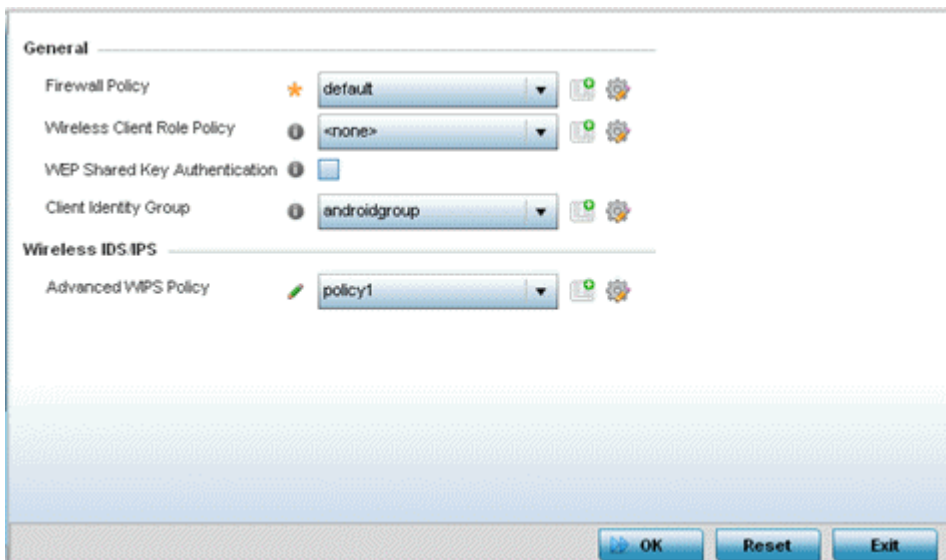 General
Firewall Policy default
Wireless Client Role Policy <none>
WEP Shared Key Authentication
Client Identity Group androidgroup
Wireless IDS/IPS
Advanced WIPS Policy policy1
OK Reset Exit